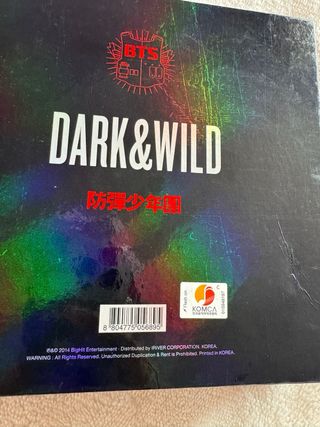 BTS
DARK&WILD
防彈少年團
KOMCA
8 804775 056895
℗&© 2014 BigHit Entertainment · Distributed by IRIVER CORPORATION, KOREA.
WARNING : All Rights Reserved. Unauthorized Duplication & Rent is Prohibited. Printed in KOREA.